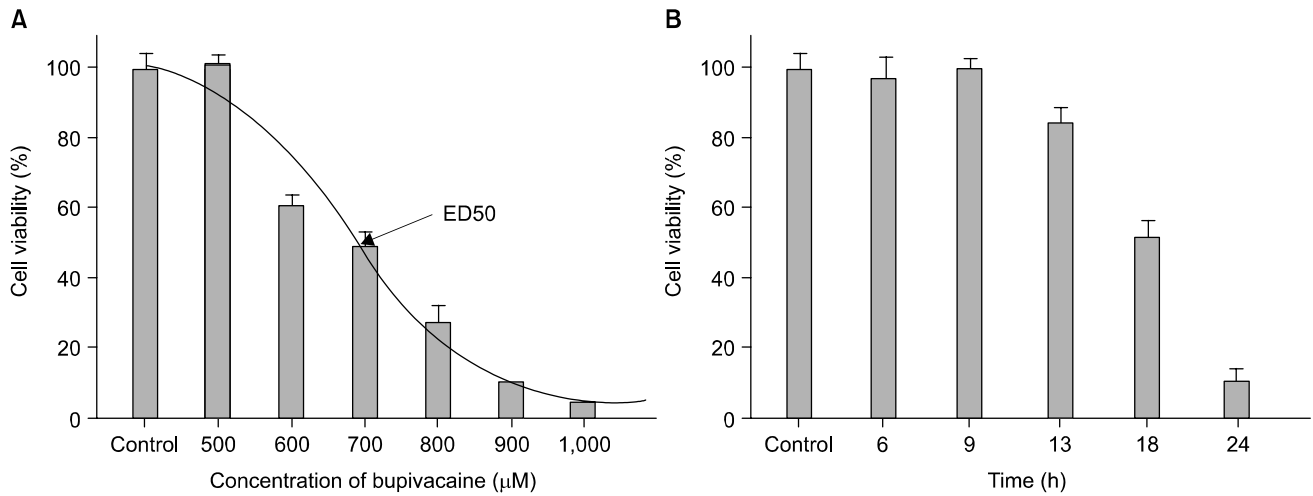 A
Cell viability (%)
100
80
60
40
20
0
ED50
Control 500 600 700 800 900 1,000
Concentration of bupivacaine (μM)
B
Cell viability (%)
100
80
60
40
20
0
Control 6 9 13 18 24
Time (h)